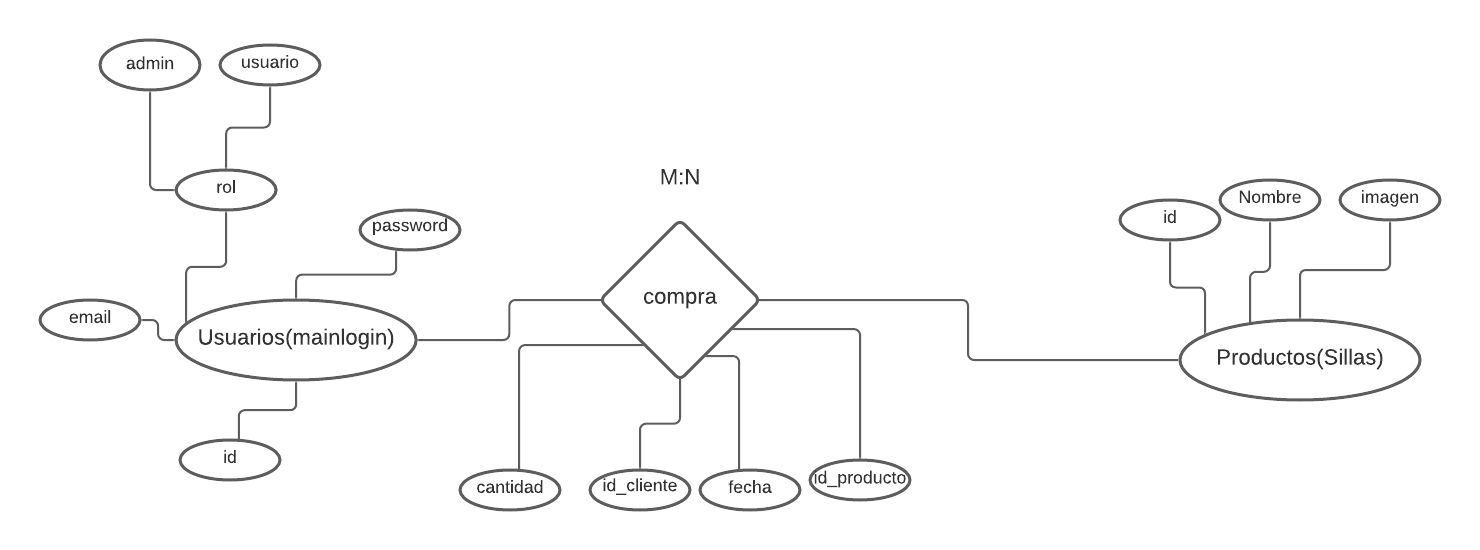 admin
usuario
rol
M:N
password
id
Nombre
imagen
email
Usuarios(mainlogin)
compra
Productos(Sillas)
id
cantidad
id_cliente
fecha
id_producto